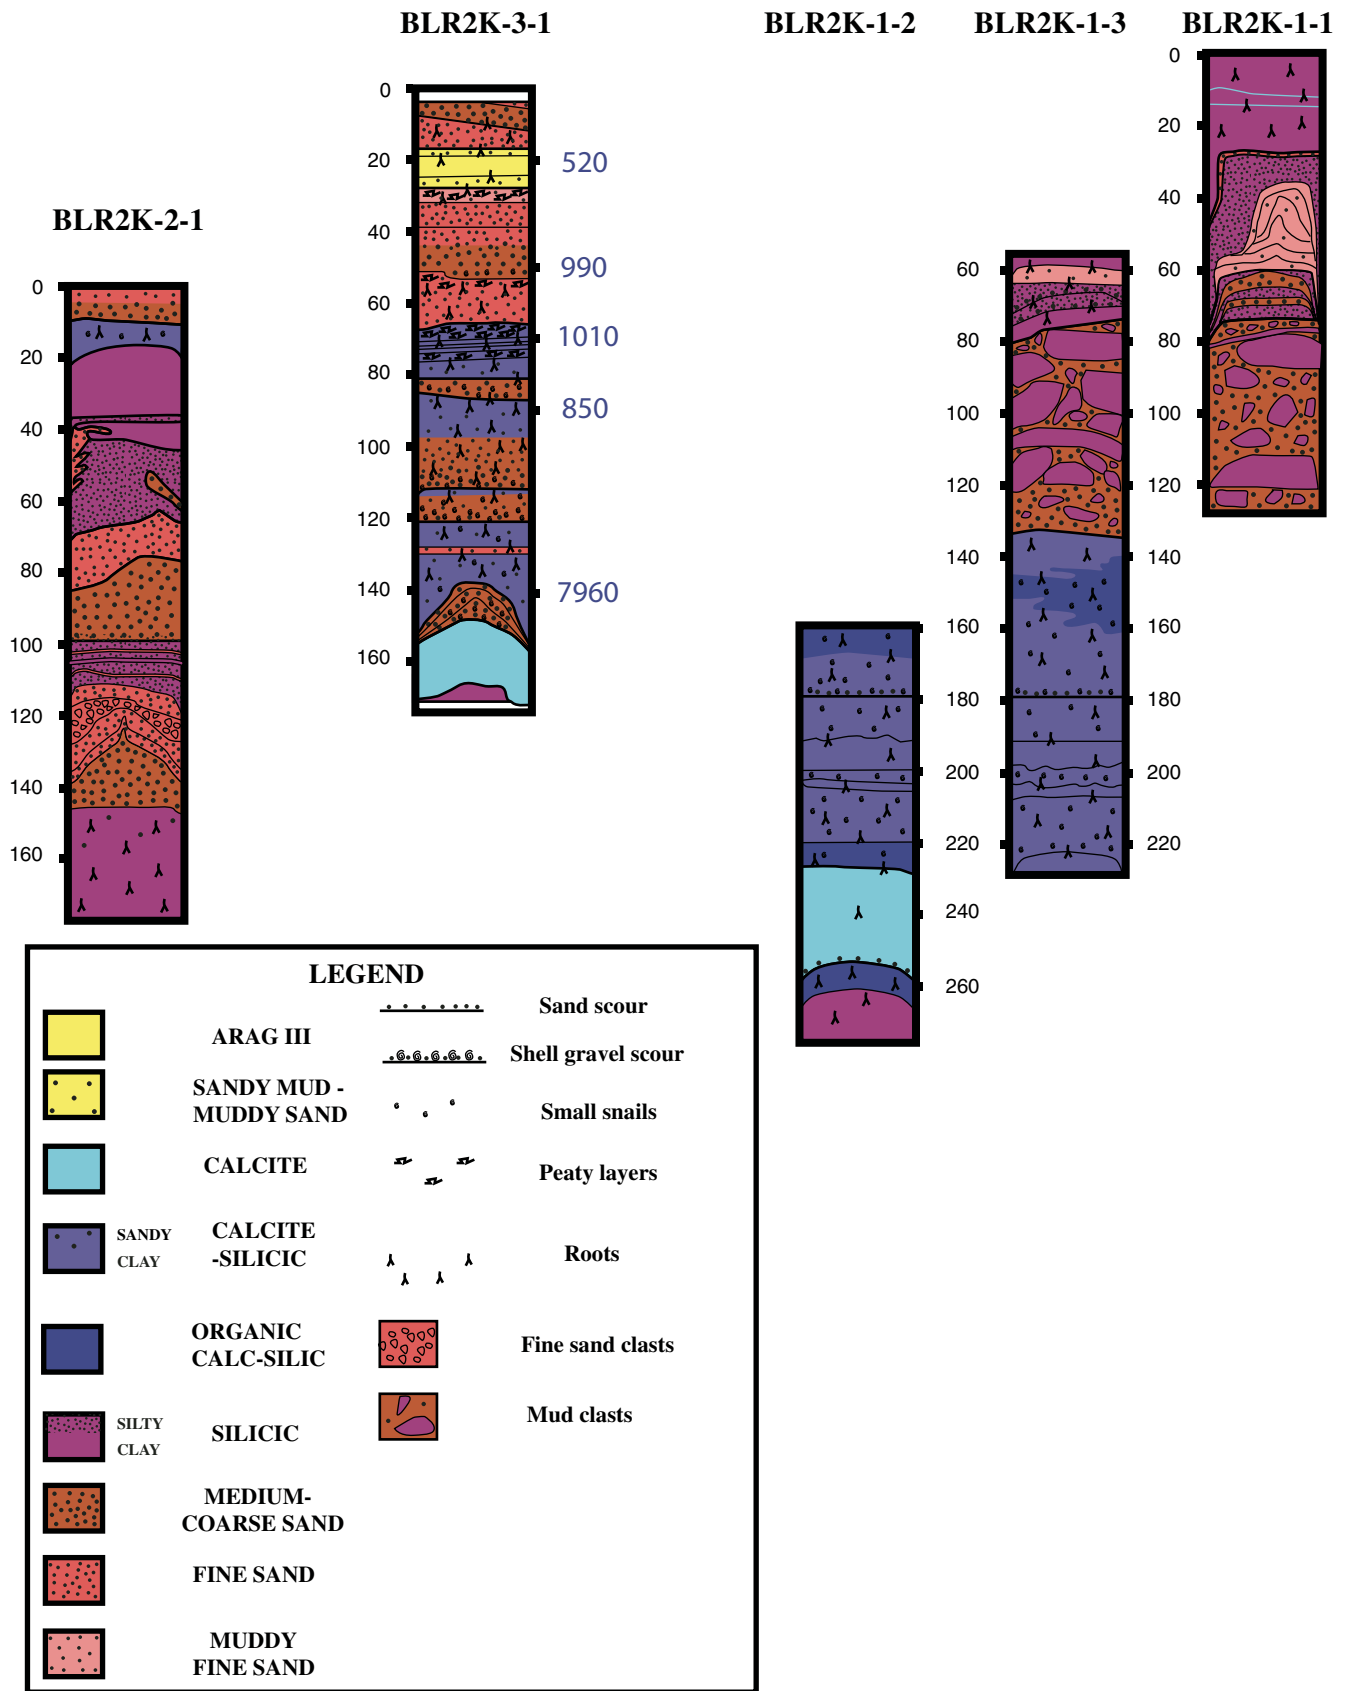 BLR2K-3-1
BLR2K-1-2
BLR2K-1-3
BLR2K-1-1
BLR2K-2-1
0
20
40
60
80
100
120
140
160
0
20
40
60
80
100
120
140
160
520
990
1010
850
7960
160
180
200
220
240
260
60
80
100
120
140
160
180
200
220
0
20
40
60
80
100
120
140
160
180
200
220
LEGEND
ARAG III
SANDY MUD -
MUDDY SAND
CALCITE
SANDY
CLAY
CALCITE
-SILICIC
ORGANIC
CALC-SILIC
SILTY
CLAY
SILICIC
MEDIUM-
COARSE SAND
FINE SAND
MUDDY
FINE SAND
Sand scour
Shell gravel scour
Small snails
Peaty layers
Roots
Fine sand clasts
Mud clasts